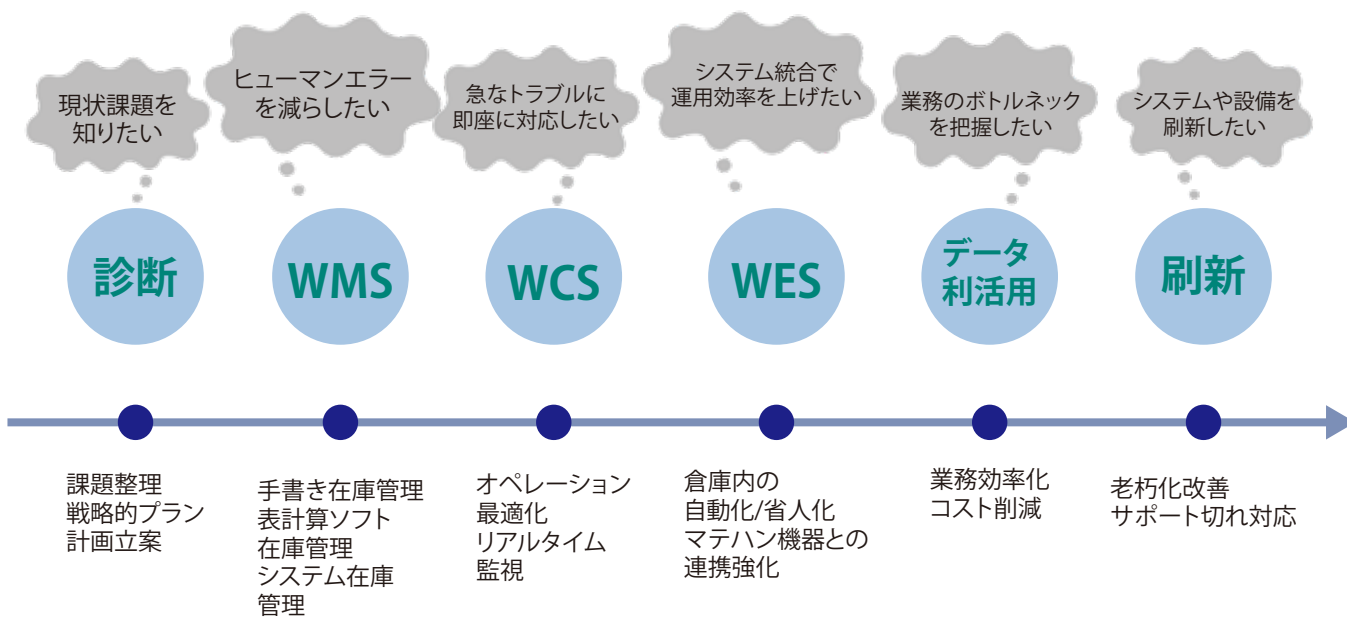 現状課題を
知りたい
ヒューマンエラー
を減らしたい
急なトラブルに
即座に対応したい
システム統合で
運用効率を上げたい
業務のボトルネック
を把握したい
システムや設備を
刷新したい
診断
WMS
WCS
WES
データ
利活用
刷新
課題整理
戦略的プラン
計画立案
手書き在庫管理
表計算ソフト
在庫管理
システム在庫
管理
オペレーション
最適化
リアルタイム
監視
倉庫内の
自動化/省人化
マテハン機器との
連携強化
業務効率化
コスト削減
老朽化改善
サポート切れ対応